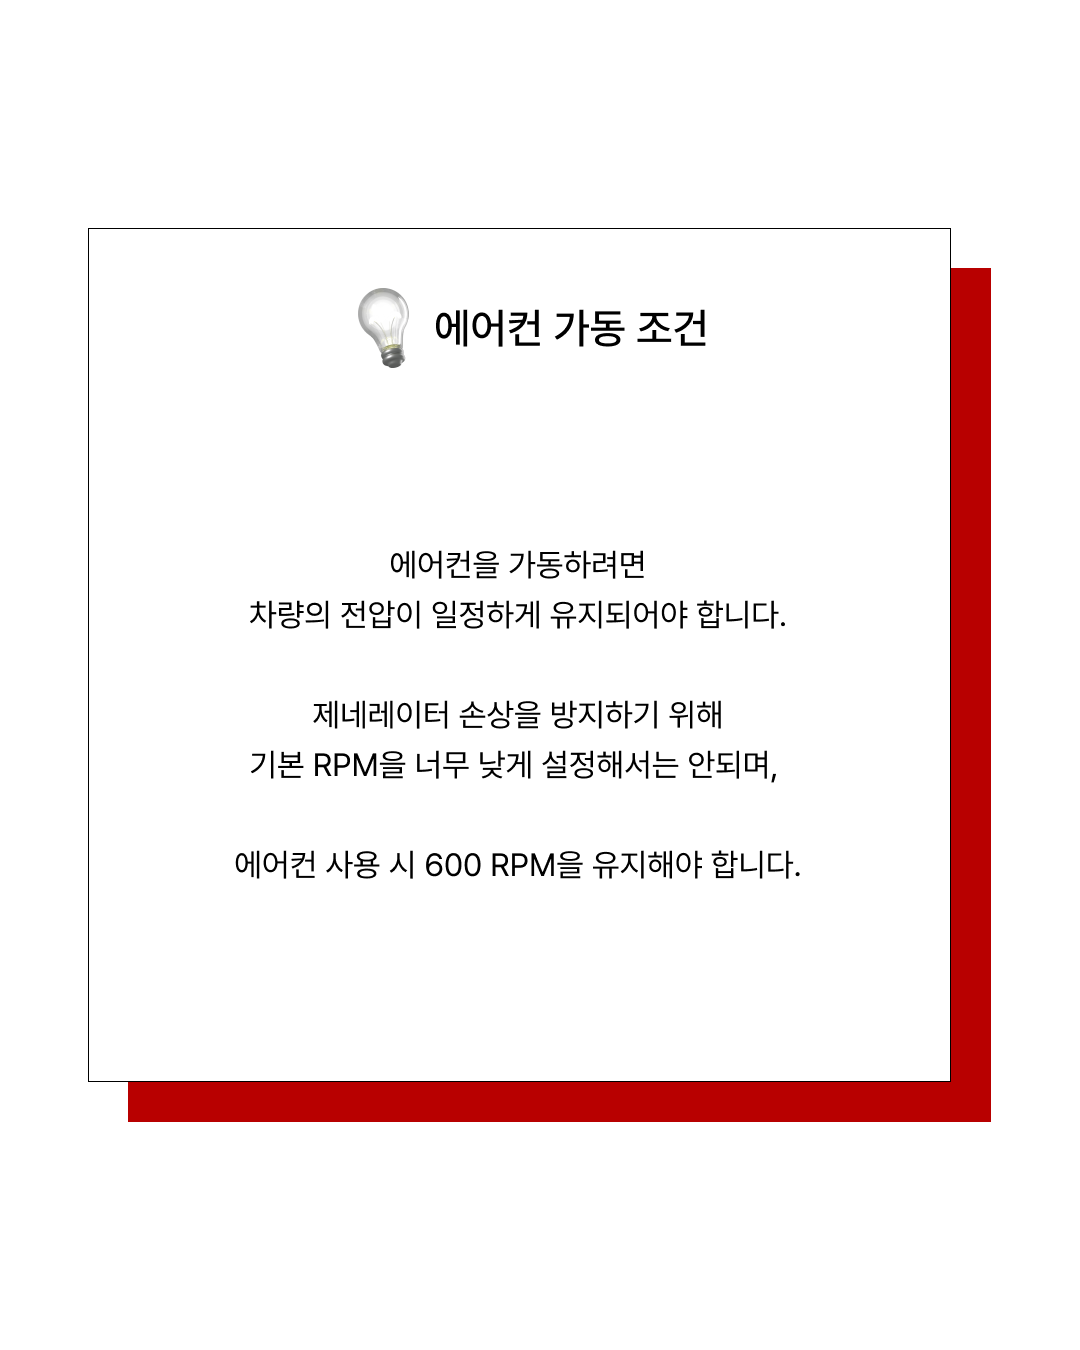 에어컨 가동 조건
에어컨을 가동하려면
차량의 전압이 일정하게 유지되어야 합니다.
제네레이터 손상을 방지하기 위해
기본 RPM을 너무 낮게 설정해서는 안되며,
에어컨 사용 시 600 RPM을 유지해야 합니다.